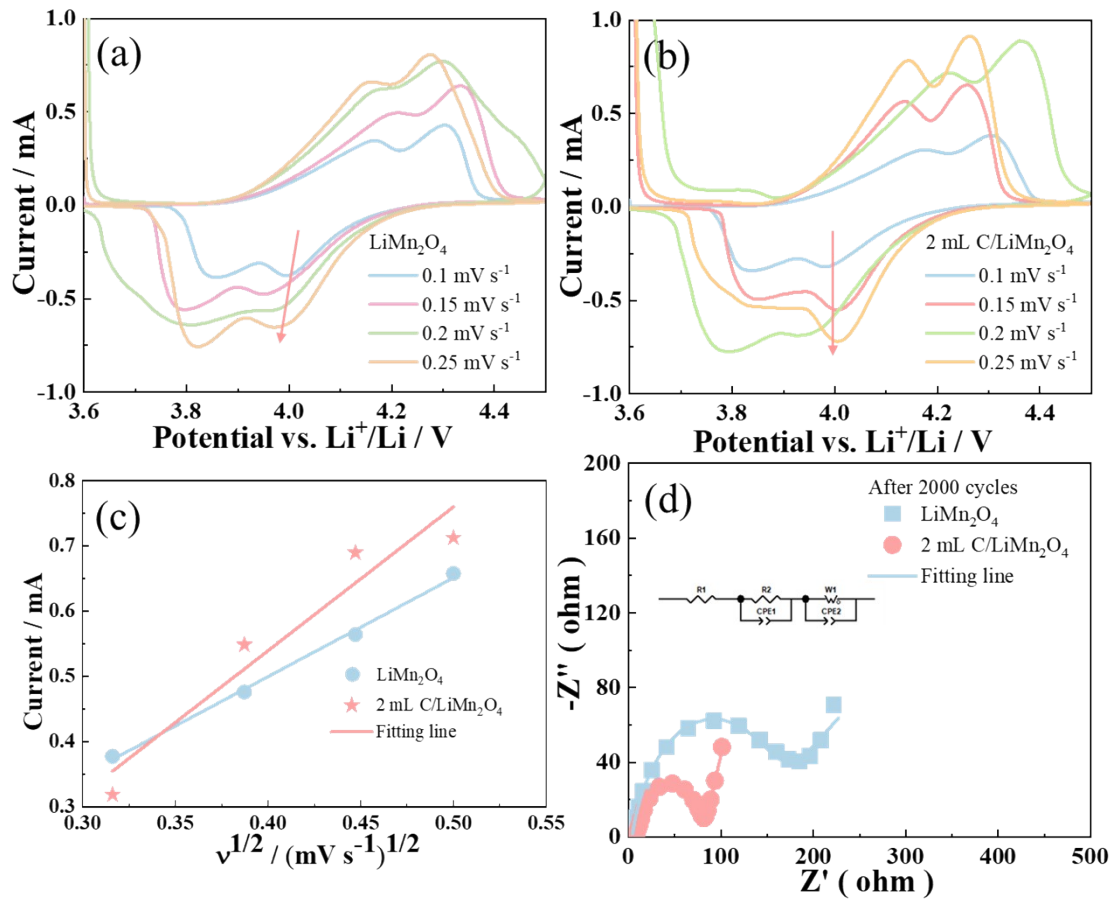 (a)
1.0
0.5
0.0
-0.5
-1.0
Current / mA
LiMn₂O₄
0.1 mV s⁻¹
0.15 mV s⁻¹
0.2 mV s⁻¹
0.25 mV s⁻¹
3.6 3.8 4.0 4.2 4.4
Potential vs. Li⁺/Li / V
(b)
1.0
0.5
0.0
-0.5
-1.0
Current / mA
2 mL C/LiMn₂O₄
0.1 mV s⁻¹
0.15 mV s⁻¹
0.2 mV s⁻¹
0.25 mV s⁻¹
3.6 3.8 4.0 4.2 4.4
Potential vs. Li⁺/Li / V
(c)
0.8
0.7
0.6
0.5
0.4
0.3
Current / mA
LiMn₂O₄
2 mL C/LiMn₂O₄
Fitting line
0.30 0.35 0.40 0.45 0.50 0.55
ν^1/2 / (mV s⁻¹)^1/2
(d)
200
160
120
80
40
0
-Z'' ( ohm )
After 2000 cycles
LiMn₂O₄
2 mL C/LiMn₂O₄
Fitting line
R1 R2 W1
CPE1 CPE2
0 100 200 300 400 500
Z' ( ohm )